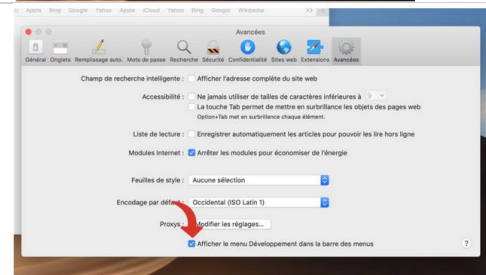 Apple Bing Google Yahoo Apple iCloud Yahoo Bing Google Wikipedia >>
Avancées
Général Onglets Remplissage auto. Mots de passe Recherche Sécurité Confidentialité Sites web Extensions Avancées
Champ de recherche intelligente : Afficher l'adresse complète du site web
Accessibilité : Ne jamais utiliser de tailles de caractères inférieures à 9
La touche Tab permet de mettre en surbrillance les objets des pages web
Option+Tab met en surbrillance chaque élément.
Liste de lecture : Enregistrer automatiquement les articles pour pouvoir les lire hors ligne
Modules Internet : Arrêter les modules pour économiser de l'énergie
Feuilles de style : Aucune sélection
Encodage par défaut : Occidental (ISO Latin 1)
Proxys : Modifier les réglages...
Afficher le menu Développement dans la barre des menus ?